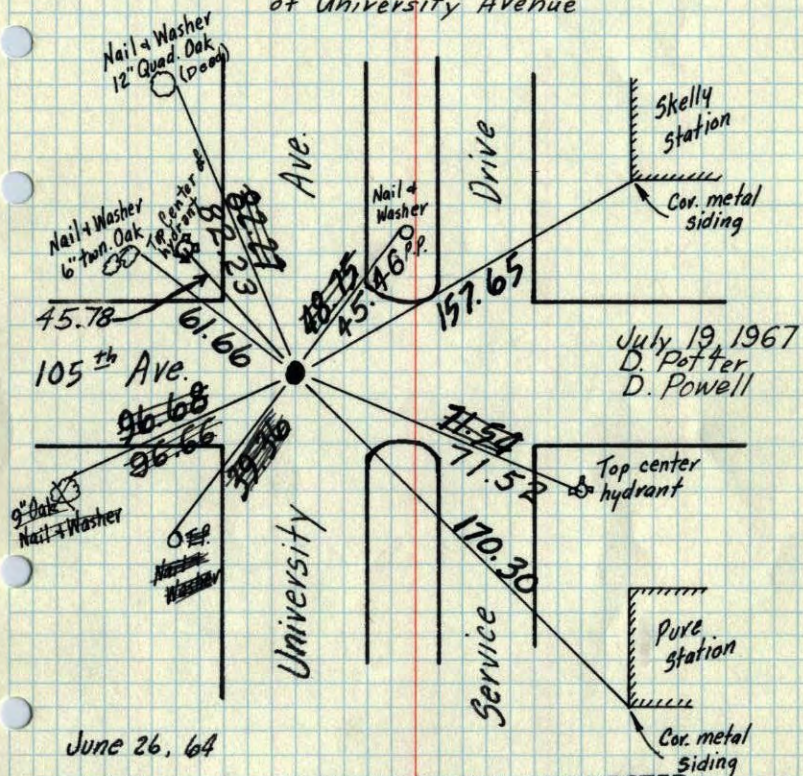 of University Avenue
Nail & Washer
12" Quad. Oak
(Dead)
Nail & Washer
6" twn. Oak
Top Center
hydrant
82.27
82.23
Ave.
Nail &
Washer
P.P.
48.75
45.46
Drive
157.65
Skelly
Station
Cor. metal
siding
45.78
61.66
105th Ave.
July 19, 1967
D. Potter
D. Powell
96.68
96.66
39.36
71.54
71.52
Top center
hydrant
9" Oak
Nail & Washer
Nail &
Washer
University
170.30
Service
Pure
Station
Cor. metal
siding
June 26, 64